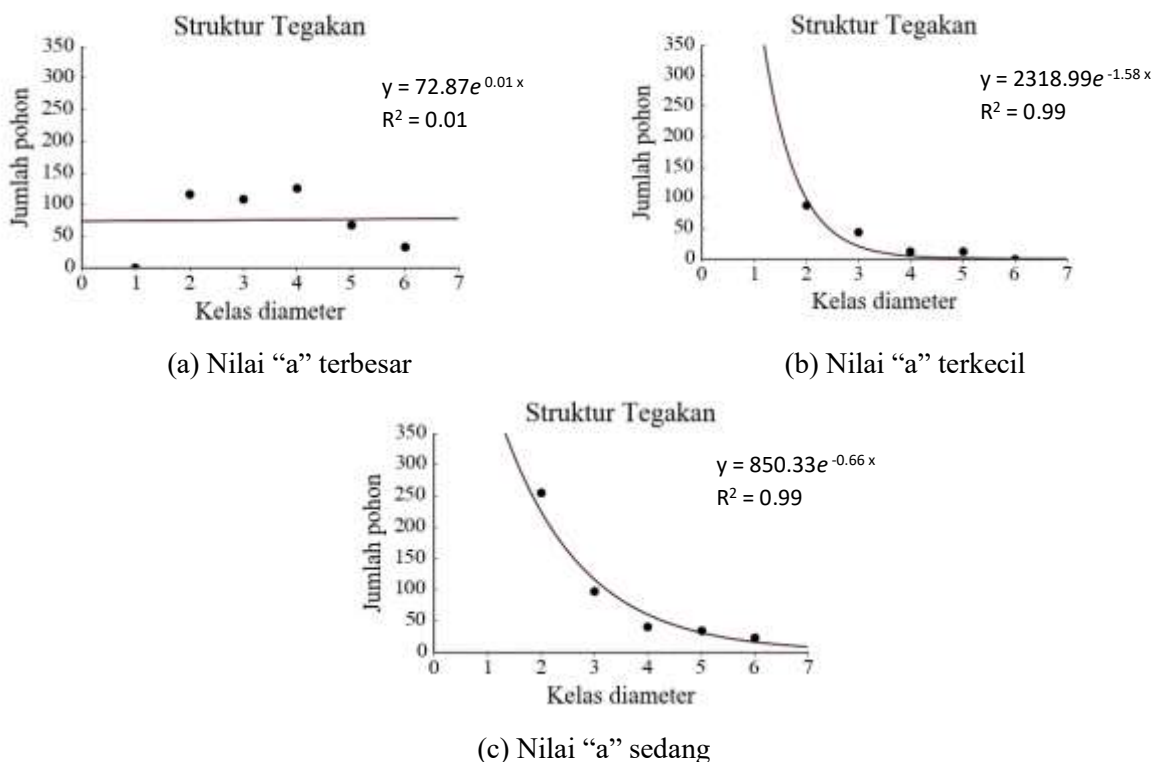 Struktur Tegakan
350
300
250
200
150
100
50
0
Jumlah pohon
y = 72.87e^0.01 x
R² = 0.01
0 1 2 3 4 5 6 7
Kelas diameter
(a) Nilai “a” terbesar
Struktur Tegakan
350
300
250
200
150
100
50
0
Jumlah pohon
y = 2318.99e^-1.58 x
R² = 0.99
0 1 2 3 4 5 6 7
Kelas diameter
(b) Nilai “a” terkecil
Struktur Tegakan
350
300
250
200
150
100
50
0
Jumlah pohon
y = 850.33e^-0.66 x
R² = 0.99
0 1 2 3 4 5 6 7
Kelas diameter
(c) Nilai “a” sedang